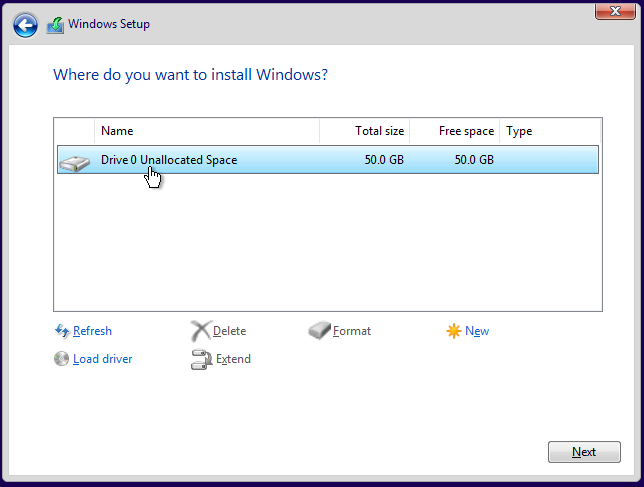 Windows Setup
Where do you want to install Windows?
Name Total size Free space Type
Drive 0 Unallocated Space 50.0 GB 50.0 GB
Refresh Delete Format New
Load driver Extend
Next